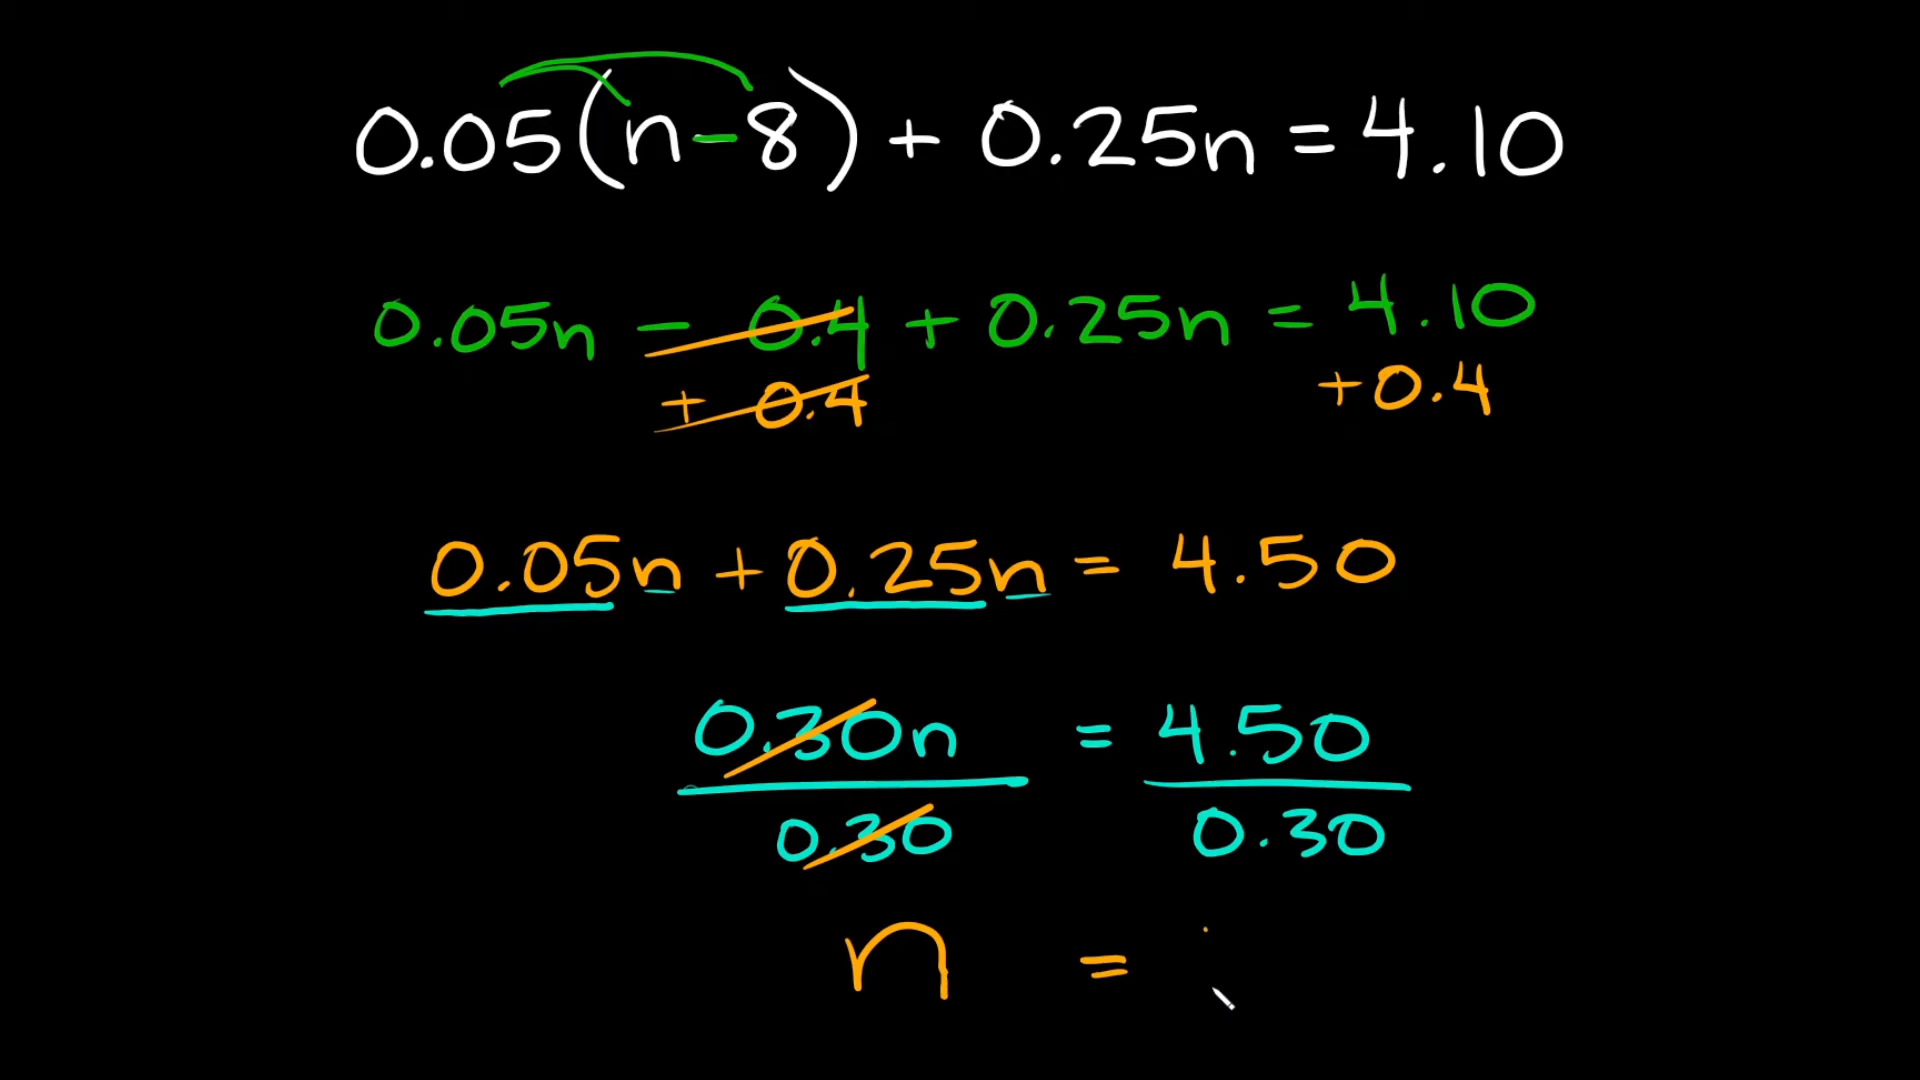 0.05(n-8) + 0.25n = 4.10
0.05n - 0.4 + 0.25n = 4.10
+ 0.4 +0.4
0.05n + 0.25n = 4.50
0.30n = 4.50
0.30 0.30
n =